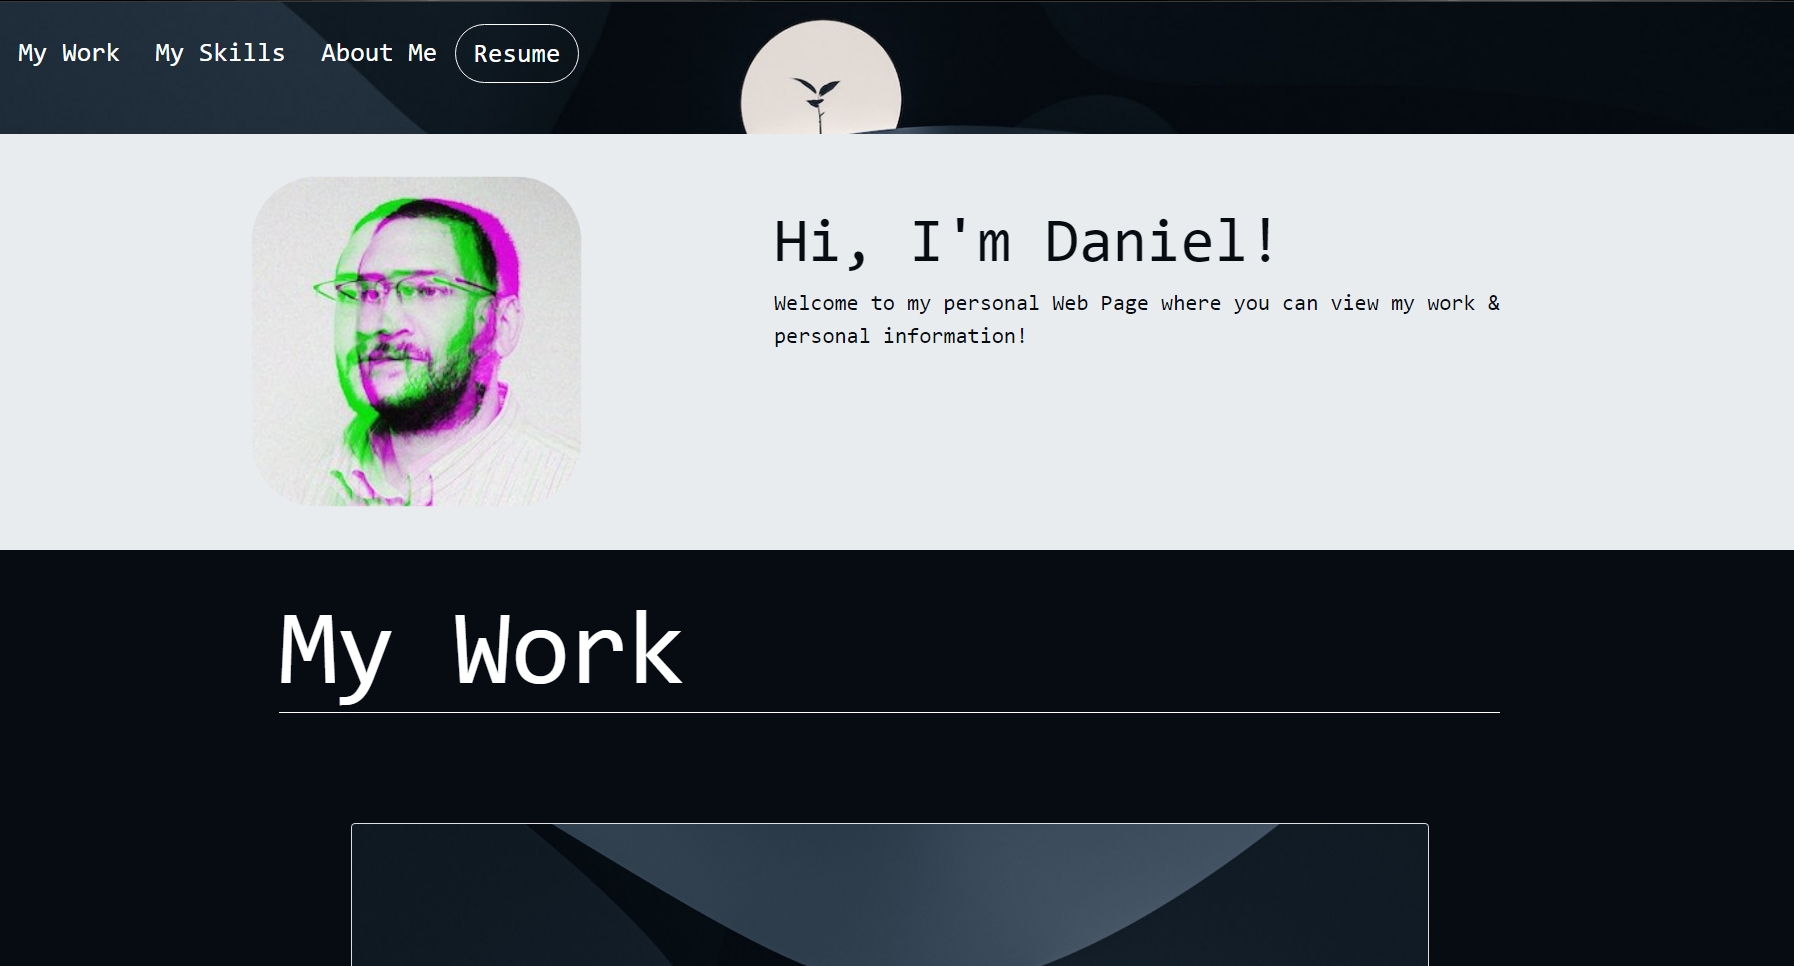 My Work My Skills About Me Resume
Hi, I'm Daniel!
Welcome to my personal Web Page where you can view my work &
personal information!
My Work